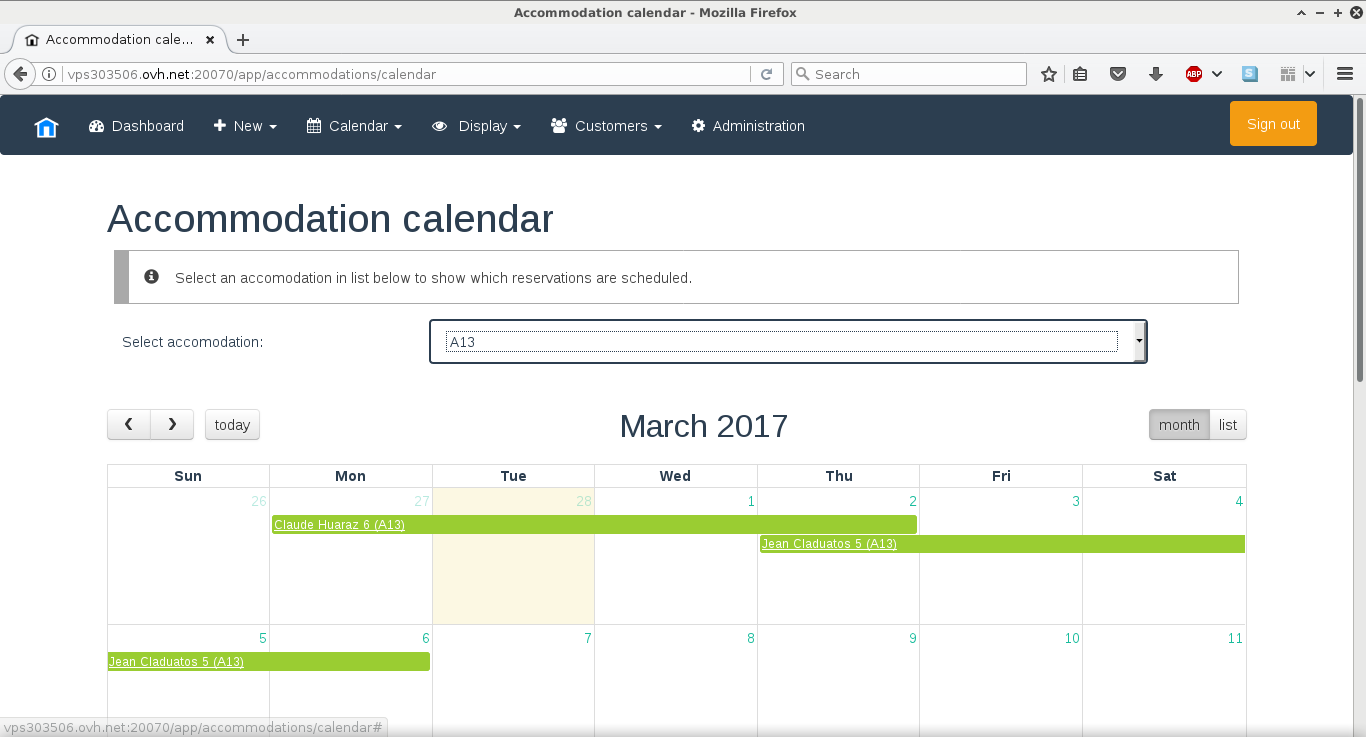 Accommodation calendar - Mozilla Firefox
Accommodation cale...
vps303506.ovh.net:20070/app/accommodations/calendar
Search
ABP
S
Dashboard
New
Calendar
Display
Customers
Administration
Sign out
Accommodation calendar
Select an accomodation in list below to show which reservations are scheduled.
Select accomodation:
A13
today
March 2017
month
list
Sun Mon Tue Wed Thu Fri Sat
26 27 28 1 2 3 4
Claude Huaraz 6 (A13)
Jean Claduatos 5 (A13)
5 6 7 8 9 10 11
Jean Claduatos 5 (A13)
vps303506.ovh.net:20070/app/accommodations/calendar#